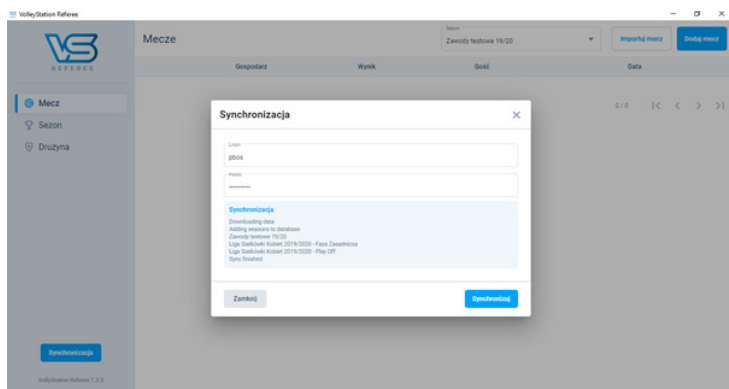 VolleyStation Referee
VS
REFEREE
Mecz
Sezon
Drużyna
Synchronizacja
VolleyStation Referee 1.3.3
Mecze
Sezon
Zawody testowe 19/20
Importuj mecz
Dodaj mecz
Gospodarz Wynik Gość Data
0/0
Synchronizacja
Login
pbos
Hasło
Synchronizacja
Downloading data
Adding seasons to database
Zawody testowe 19/20
Liga Siatkówki Kobiet 2019/2020 - Faza Zasadnicza
Liga Siatkówki Kobiet 2019/2020 - Play Off
Sync finished
Zamknij
Synchronizuj